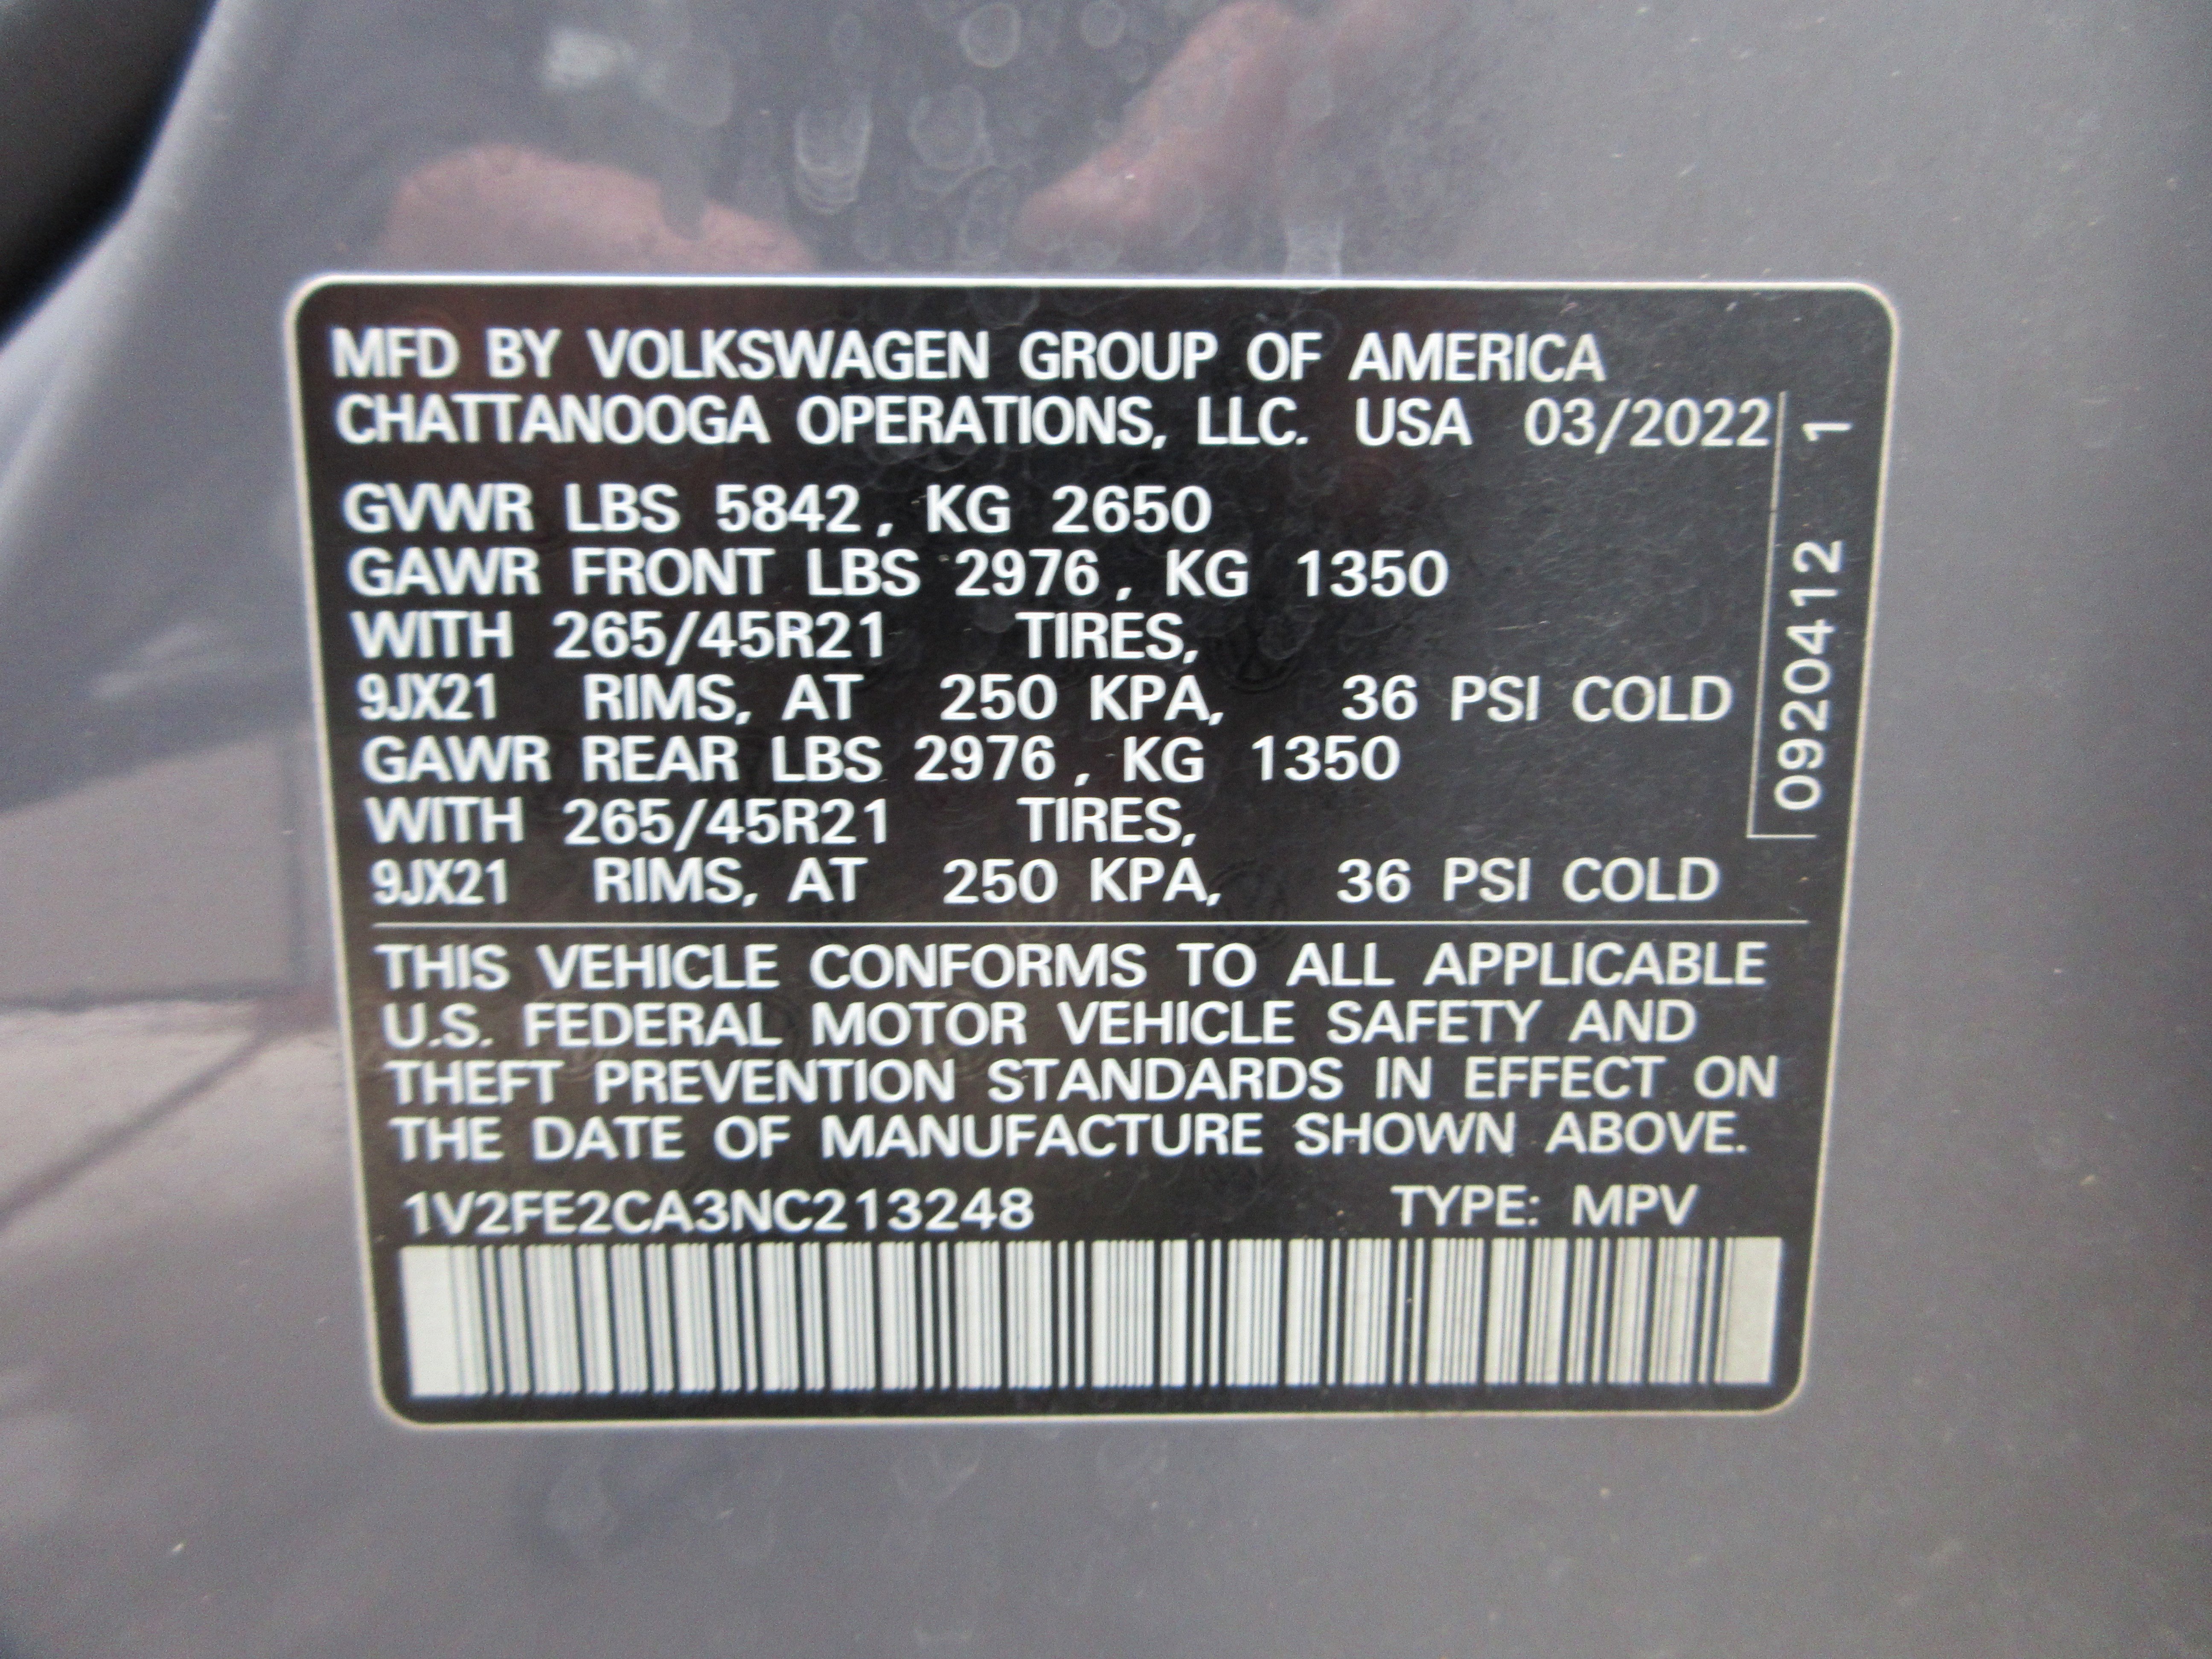 MFD BY VOLKSWAGEN GROUP OF AMERICA
CHATTANOOGA OPERATIONS, LLC. USA 03/2022
GVWR LBS 5842, KG 2650
GAWR FRONT LBS 2976, KG 1350
WITH 265/45R21 TIRES,
9JX21 RIMS, AT 250 KPA, 36 PSI COLD
GAWR REAR LBS 2976, KG 1350
WITH 265/45R21 TIRES,
9JX21 RIMS, AT 250 KPA, 36 PSI COLD
0920412 1
THIS VEHICLE CONFORMS TO ALL APPLICABLE
U.S. FEDERAL MOTOR VEHICLE SAFETY AND
THEFT PREVENTION STANDARDS IN EFFECT ON
THE DATE OF MANUFACTURE SHOWN ABOVE.
1V2FE2CA3NC213248 TYPE: MPV